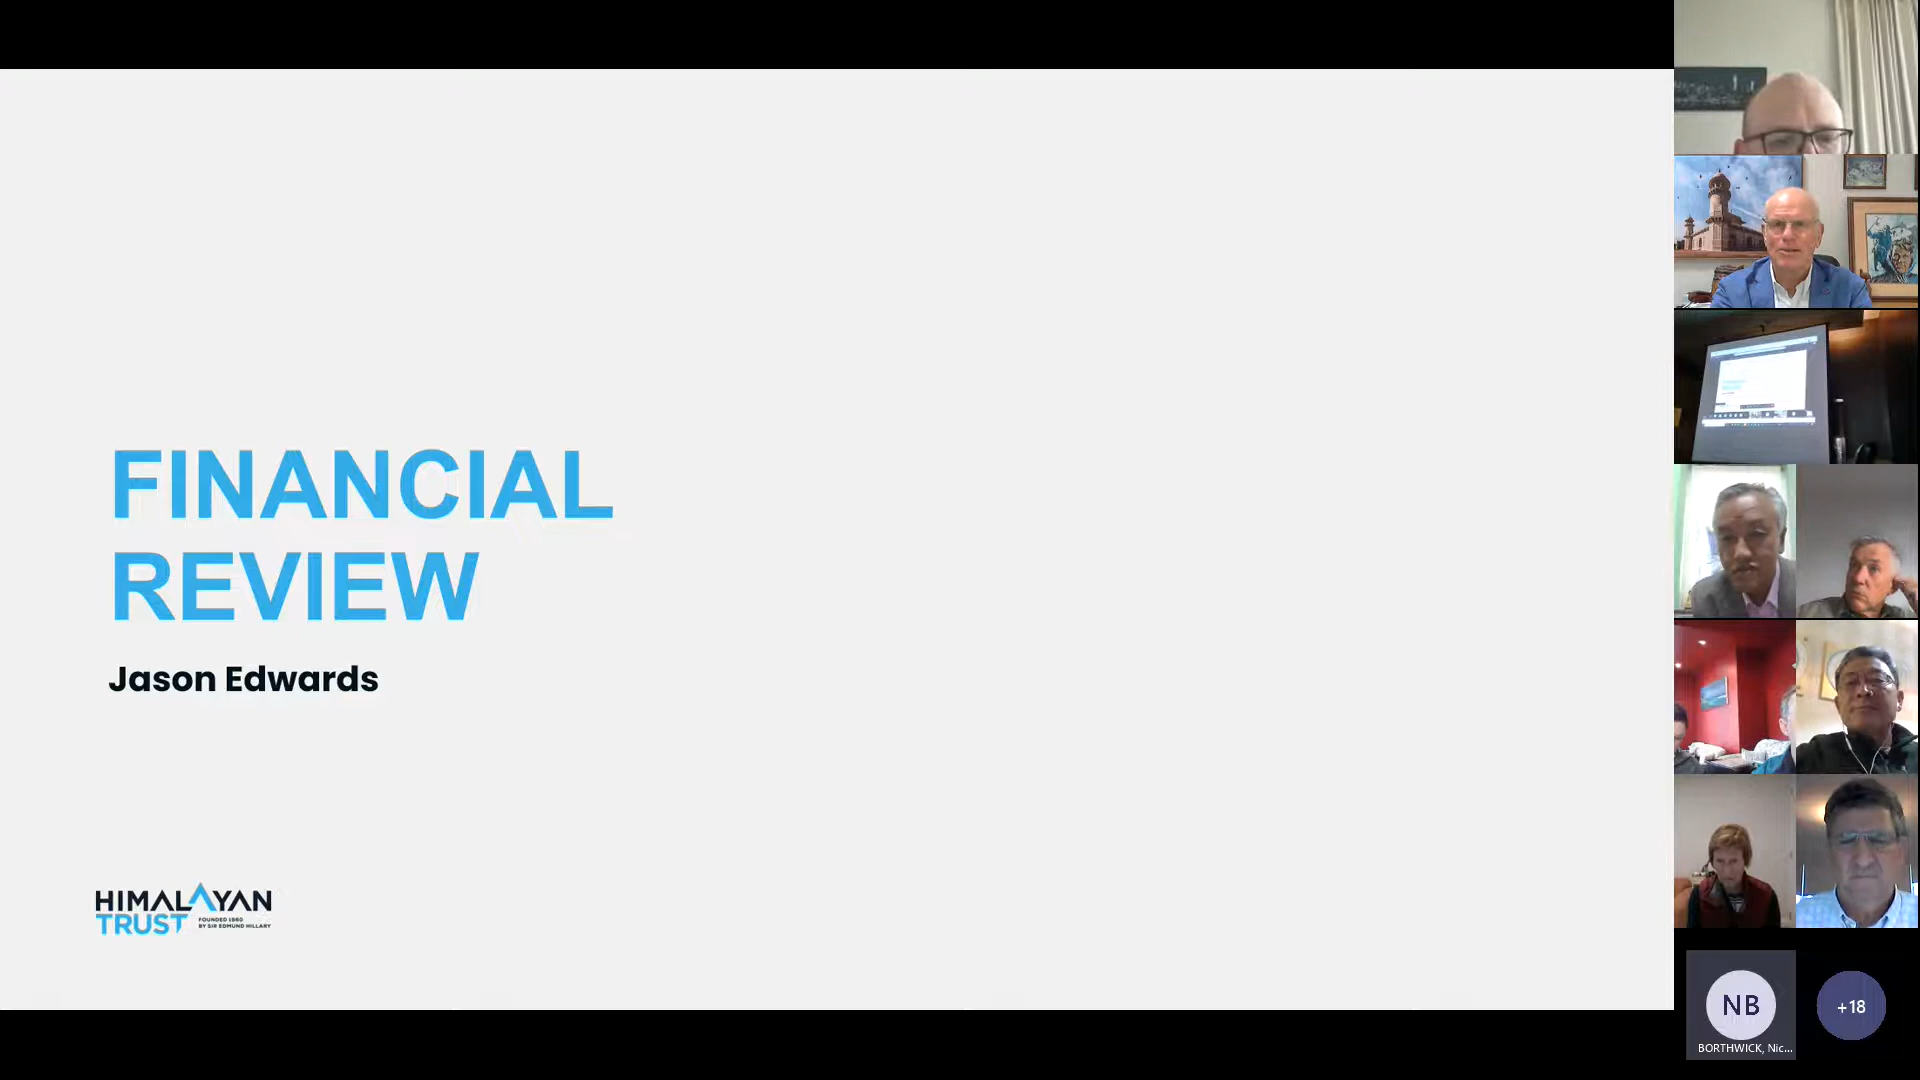 FINANCIAL
REVIEW
Jason Edwards
HIMALAYAN
TRUST
FOUNDED 1960
BY SIR EDMUND HILLARY
NB
BORTHWICK, Nic...
+18